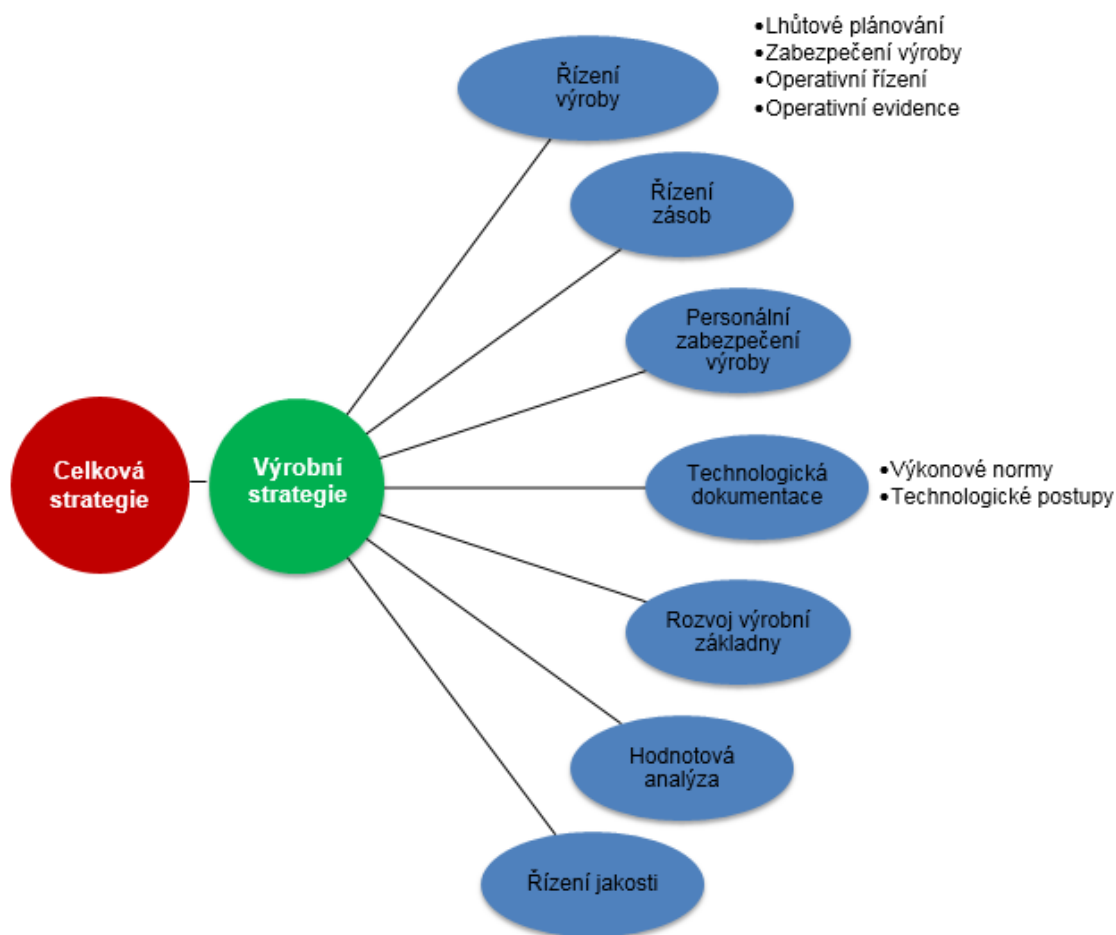 Řízení
výroby
•Lhůtové plánování
•Zabezpečení výroby
•Operativní řízení
•Operativní evidence
Řízení
zásob
Personální
zabezpečení
výroby
Celková
strategie
Výrobní
strategie
Technologická
dokumentace
•Výkonové normy
•Technologické postupy
Rozvoj výrobní
základny
Hodnotová
analýza
Řízení jakosti